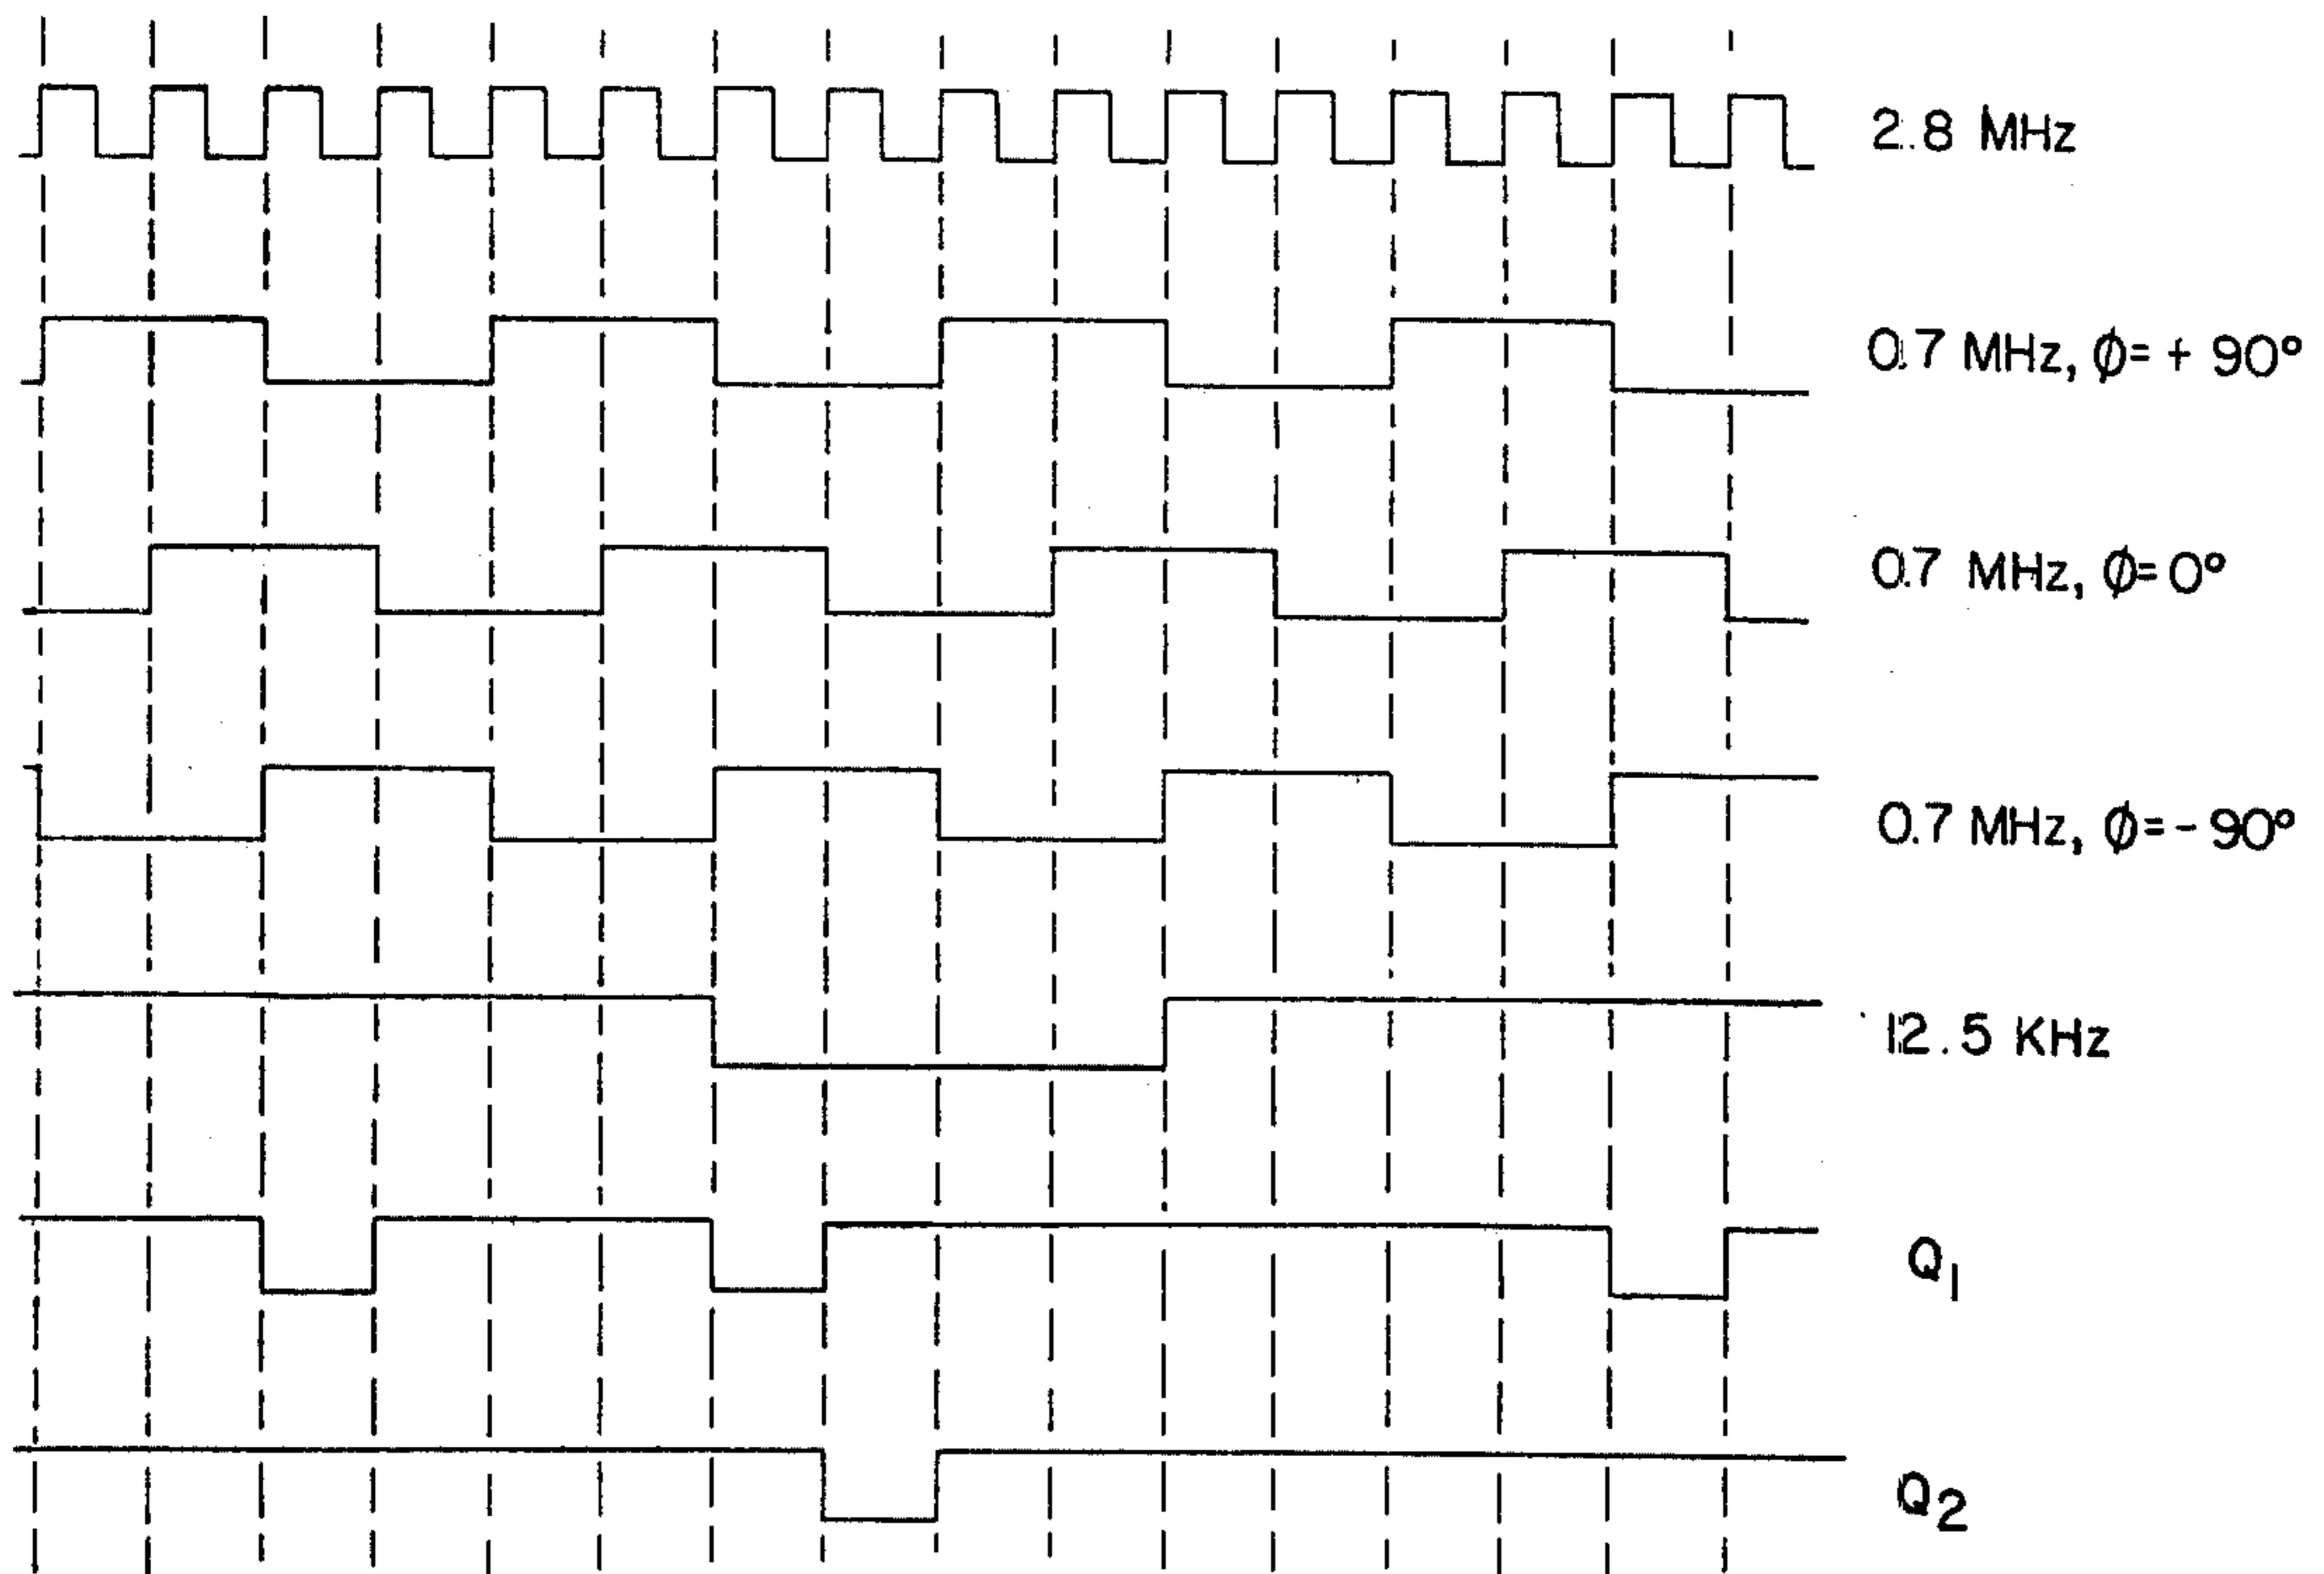 2.8 MHz
0.7 MHz, ϕ= + 90°
0.7 MHz, ϕ= 0°
0.7 MHz, ϕ= - 90°
12.5 KHz
Q1
Q2